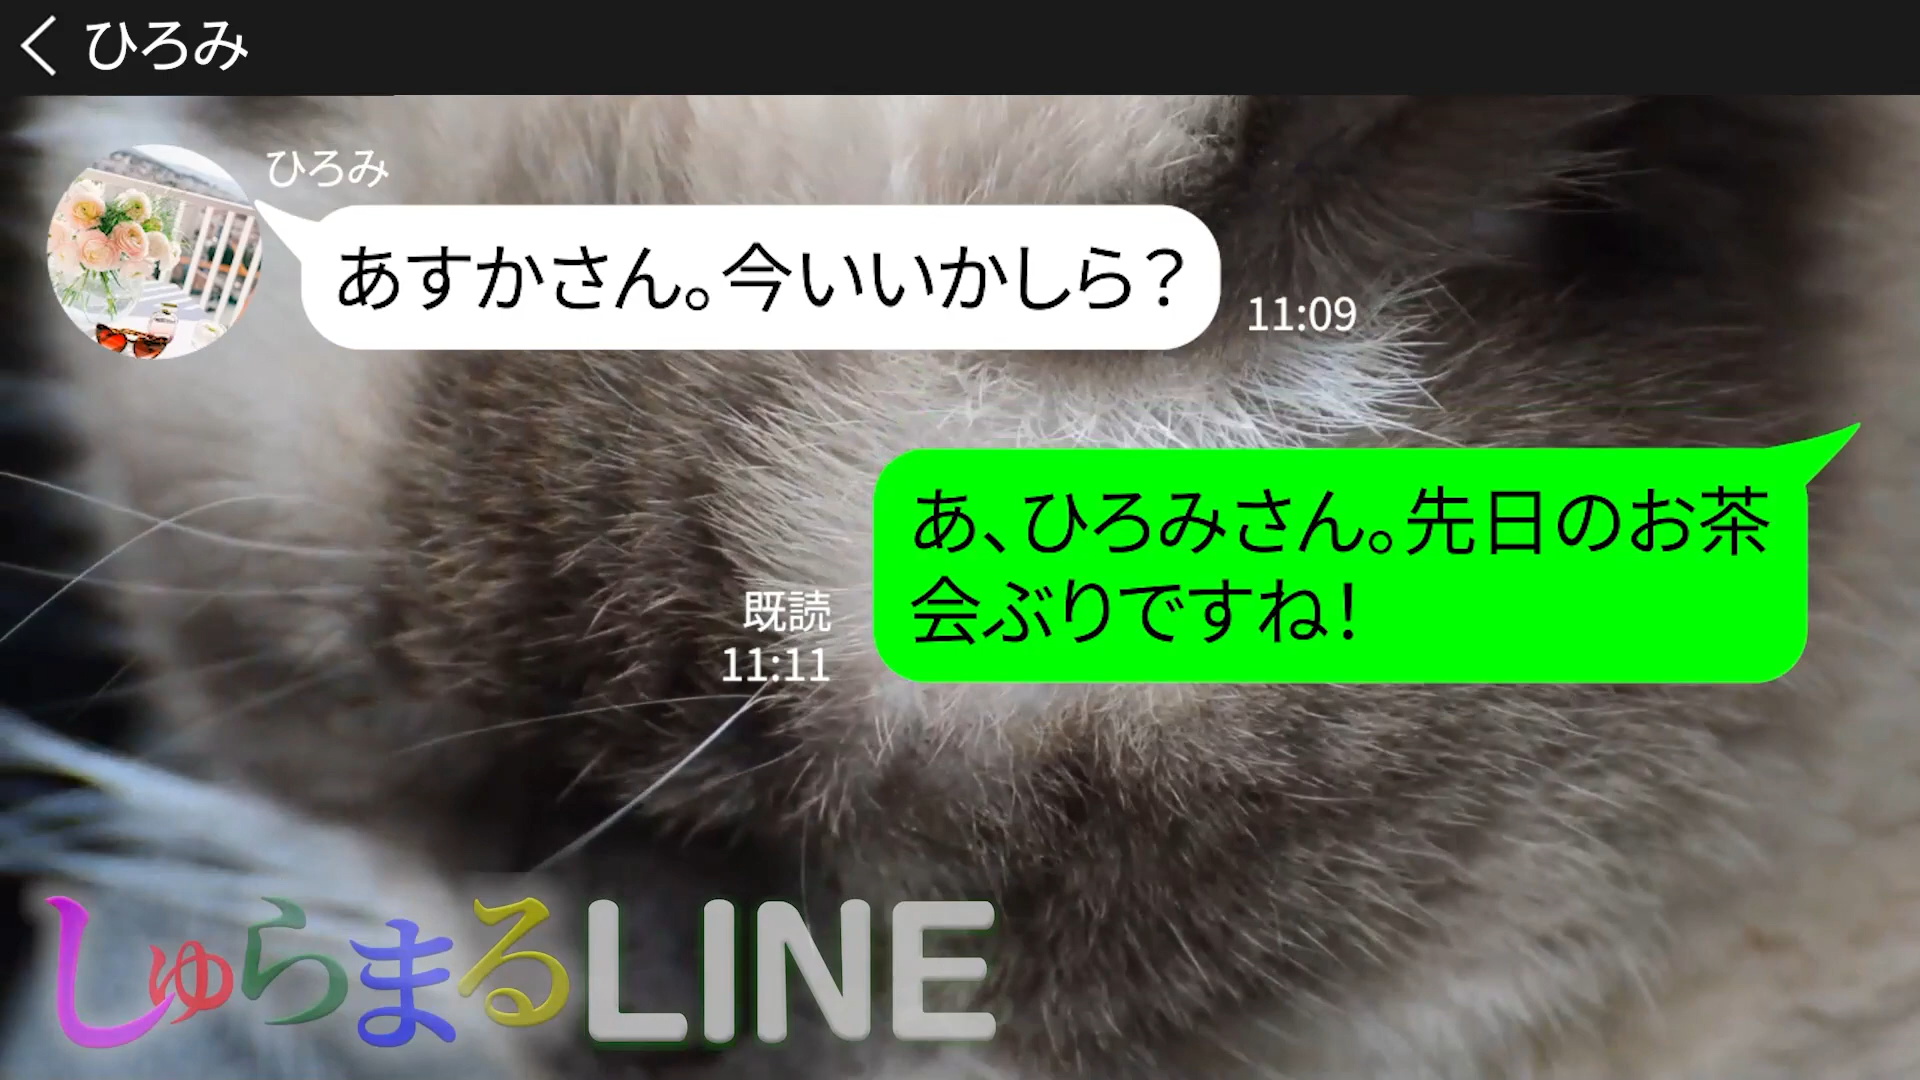 ひろみ
ひろみ
あすかさん。今いいかしら？
11:09
あ、ひろみさん。先日のお茶
会ぶりですね！
既読
11:11
しゅらまるLINE